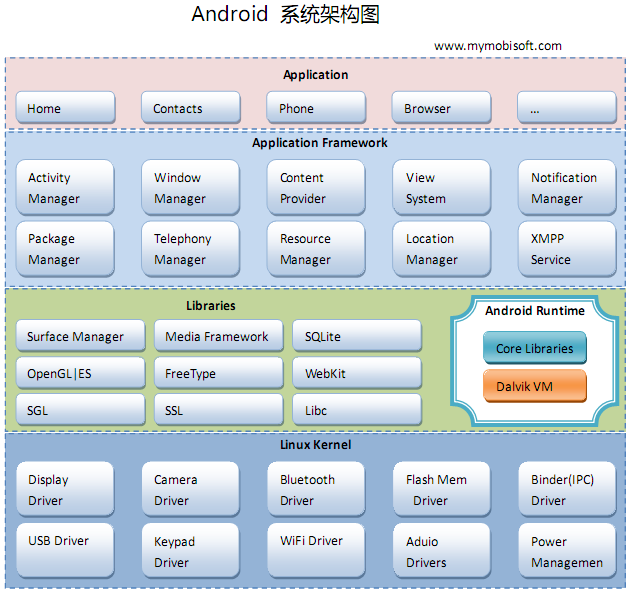 Android 系统架构图
www.mymobisoft.com
Application
Home
Contacts
Phone
Browser
...
Application Framework
Activity
Manager
Window
Manager
Content
Provider
View
System
Notification
Manager
Package
Manager
Telephony
Manager
Resource
Manager
Location
Manager
XMPP
Service
Libraries
Surface Manager
Media Framework
SQLite
OpenGL|ES
FreeType
WebKit
SGL
SSL
Libc
Android Runtime
Core Libraries
Dalvik VM
Linux Kernel
Display
Driver
Camera
Driver
Bluetooth
Driver
Flash Mem
Driver
Binder(IPC)
Driver
USB Driver
Keypad
Driver
WiFi Driver
Aduio
Drivers
Power
Managemen